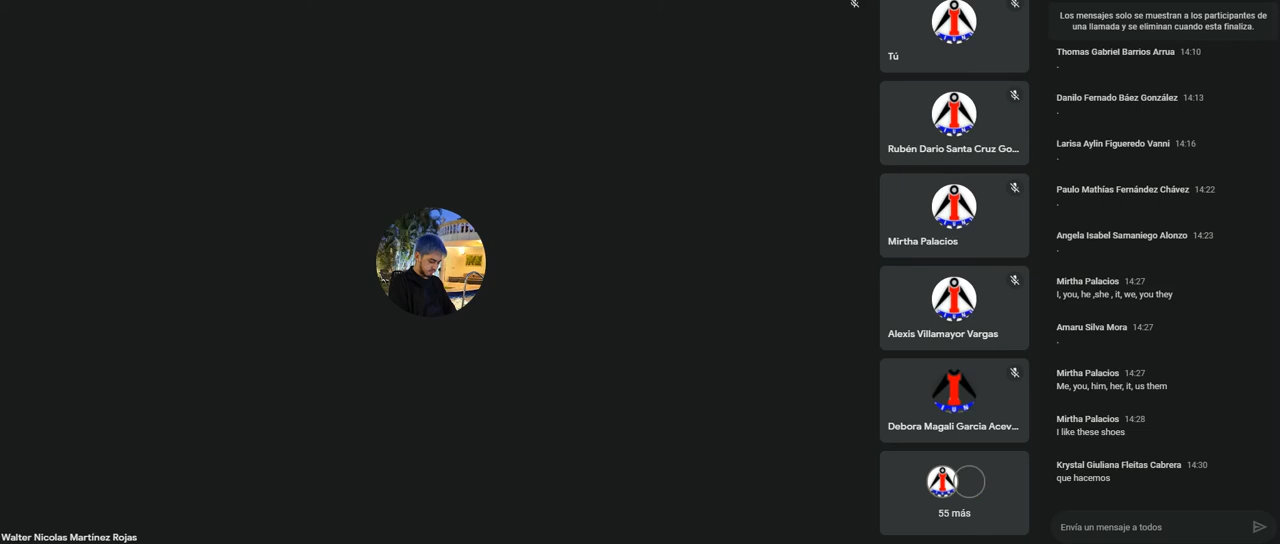 Walter Nicolas Martínez Rojas
Tú
Rubén Dario Santa Cruz Go...
Mirtha Palacios
Alexis Villamayor Vargas
Debora Magali Garcia Acev...
55 más
Los mensajes solo se muestran a los participantes de
una llamada y se eliminan cuando esta finaliza.
Thomas Gabriel Barrios Arrua 14:10
.
Danilo Fernado Báez González 14:13
.
Larisa Aylin Figueredo Vanni 14:16
.
Paulo Mathías Fernández Chávez 14:22
.
Angela Isabel Samaniego Alonzo 14:23
.
Mirtha Palacios 14:27
I, you, he ,she , it, we, you they
Amaru Silva Mora 14:27
.
Mirtha Palacios 14:27
Me, you, him, her, it, us them
Mirtha Palacios 14:28
I like these shoes
Krystal Giuliana Fleitas Cabrera 14:30
que hacemos
Envía un mensaje a todos